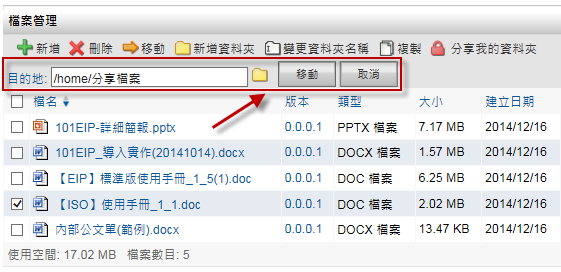 檔案管理
新增 刪除 移動 新增資料夾 變更資料夾名稱 複製 分享我的資料夾
目的地: /home/分享檔案 移動 取消
檔名 版本 類型 大小 建立日期
101EIP-詳細簡報.pptx 0.0.0.1 PPTX 檔案 7.17 MB 2014/12/16
101EIP_導入實作(20141014).docx 0.0.0.1 DOCX 檔案 1.57 MB 2014/12/16
【EIP】標準版使用手冊_1_5(1).doc 0.0.0.1 DOC 檔案 6.25 MB 2014/12/16
【ISO】使用手冊_1_1.doc 0.0.0.1 DOC 檔案 2.02 MB 2014/12/16
內部公文單(範例).docx 0.0.0.1 DOCX 檔案 13.47 KB 2014/12/16
使用空間: 17.02 MB 檔案數目: 5